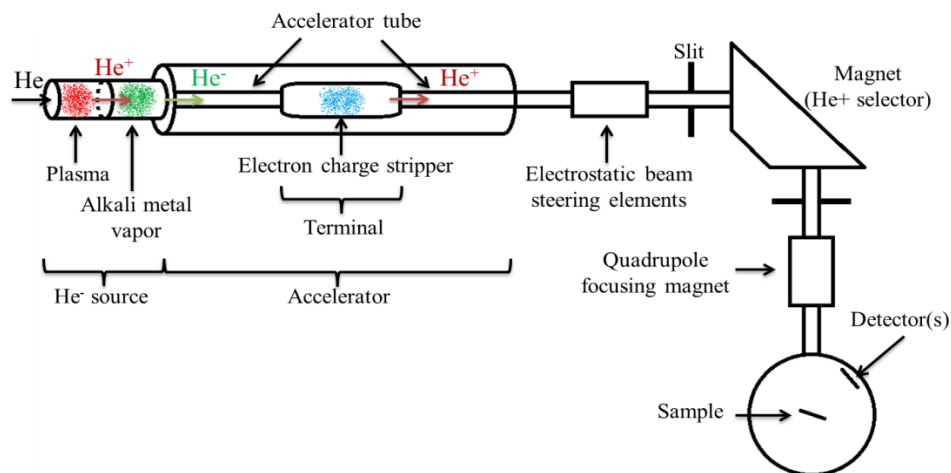 Accelerator tube
He
He⁺
He⁻
He⁺
Slit
Magnet
(He+ selector)
Plasma
Alkali metal
vapor
Electron charge stripper
Terminal
Electrostatic beam
steering elements
He⁻ source
Accelerator
Quadrupole
focusing magnet
Detector(s)
Sample